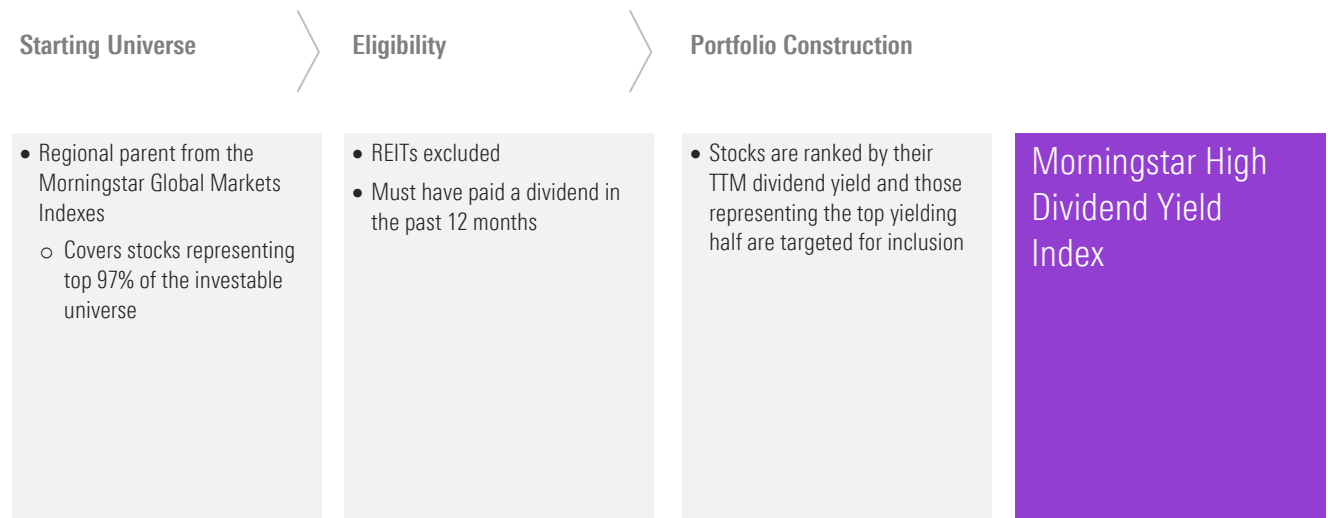 Starting Universe
Eligibility
Portfolio Construction
• Regional parent from the
Morningstar Global Markets
Indexes
o Covers stocks representing
top 97% of the investable
universe
• REITs excluded
• Must have paid a dividend in
the past 12 months
• Stocks are ranked by their
TTM dividend yield and those
representing the top yielding
half are targeted for inclusion
Morningstar High
Dividend Yield
Index